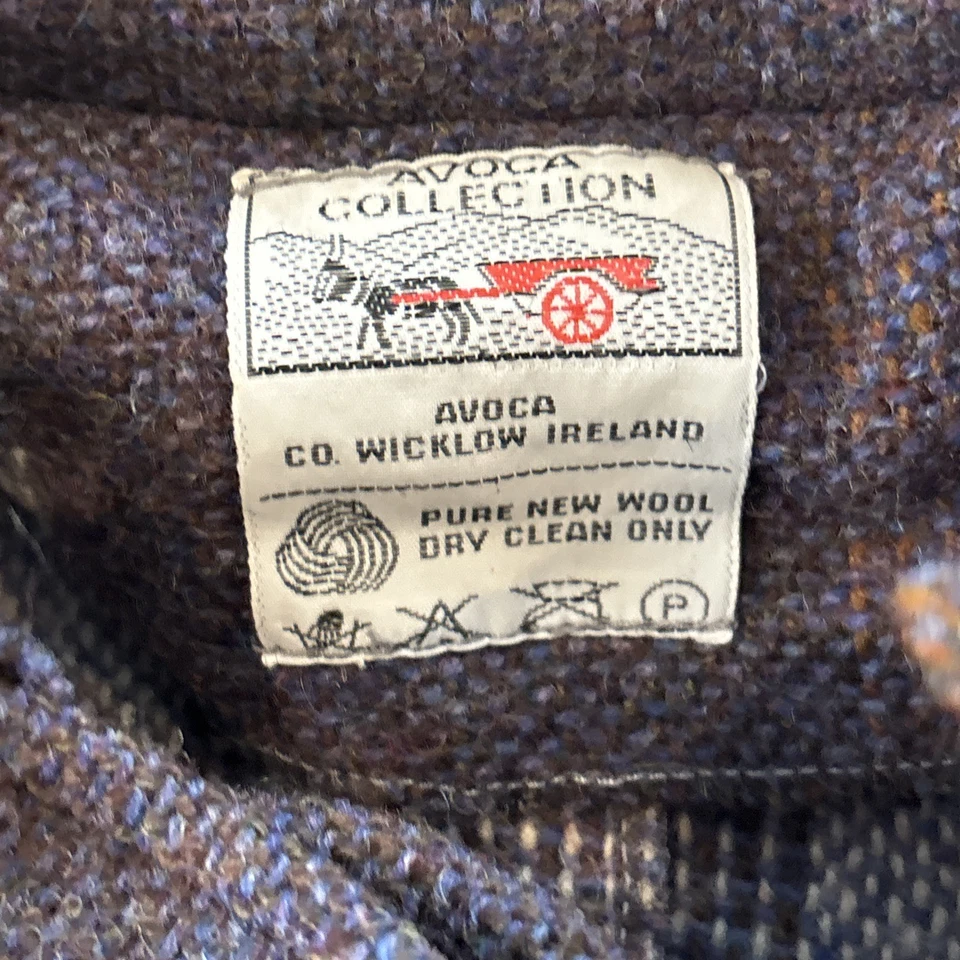 AVOCA
COLLECTION
AVOCA
CO. WICKLOW IRELAND
PURE NEW WOOL
DRY CLEAN ONLY
P